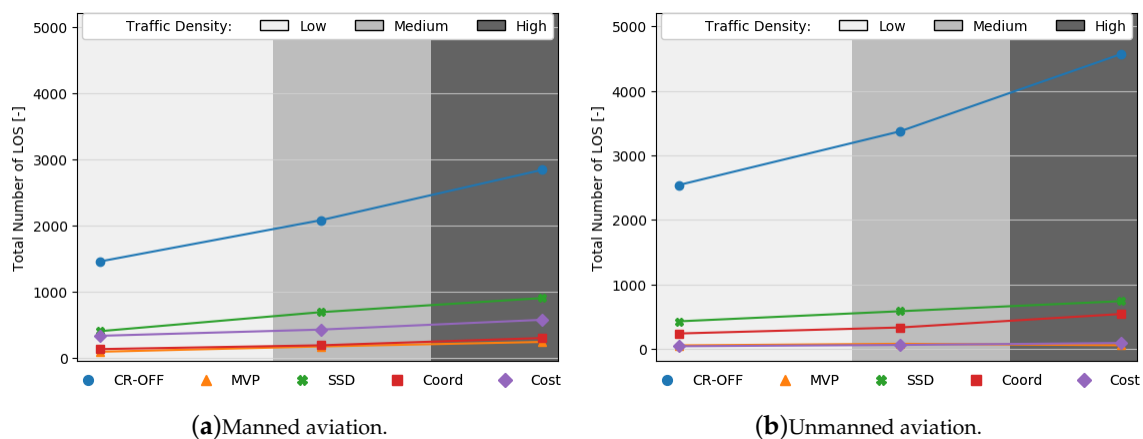 Traffic Density: Low Medium High
5000
4000
3000
2000
1000
0
Total Number of LOS [-]
CR-OFF MVP SSD Coord Cost
(a)Manned aviation.
Traffic Density: Low Medium High
5000
4000
3000
2000
1000
0
Total Number of LOS [-]
CR-OFF MVP SSD Coord Cost
(b)Unmanned aviation.